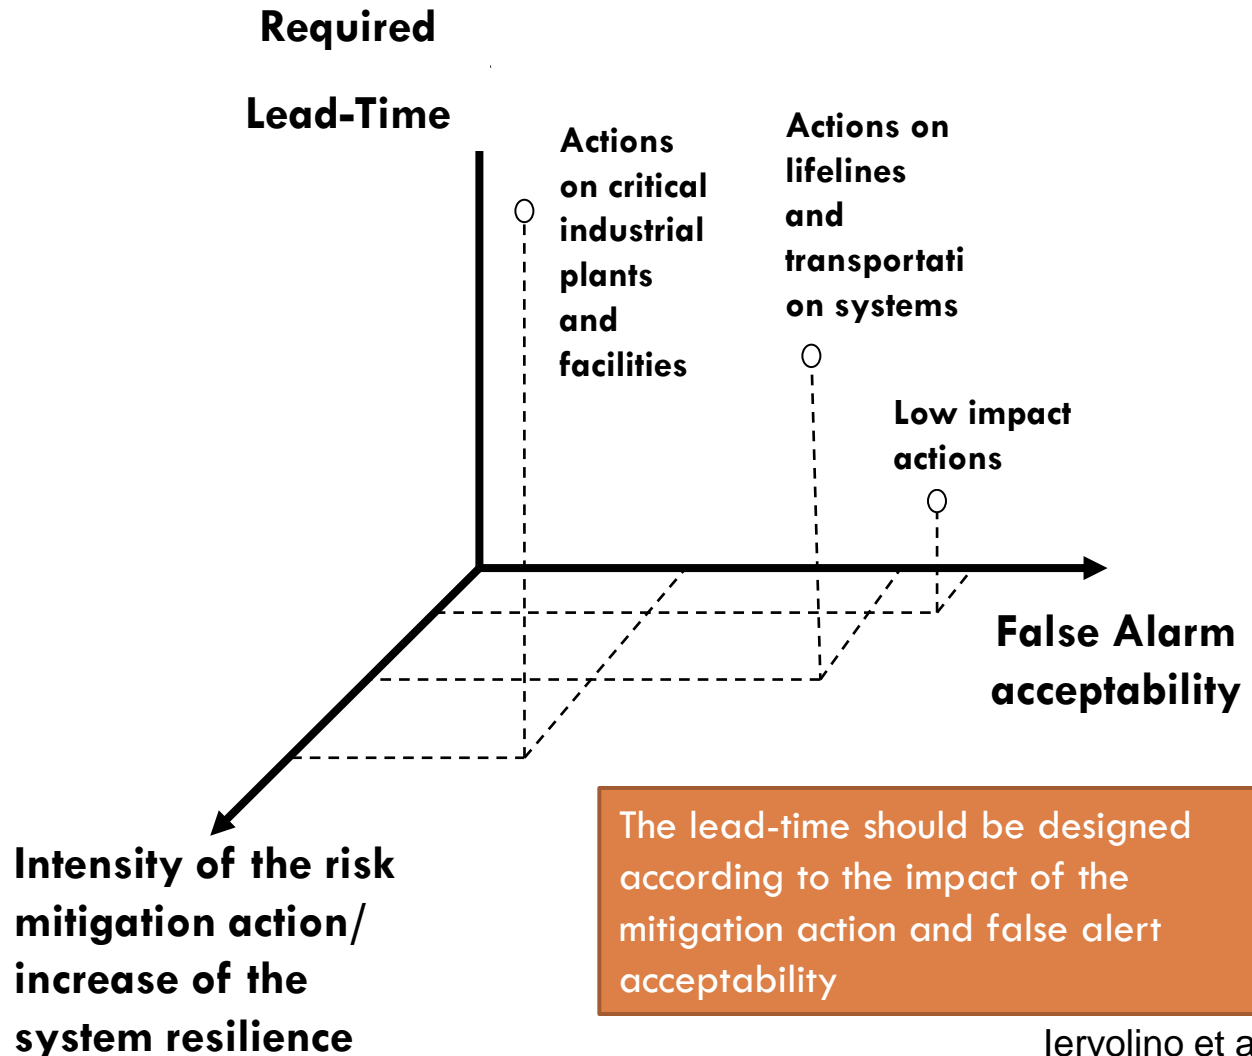 Required
Lead-Time
Actions
on critical
industrial
plants
and
facilities
Actions on
lifelines
and
transportati
on systems
Low impact
actions
False Alarm
acceptability
Intensity of the risk
mitigation action/
increase of the
system resilience
The lead-time should be designed
according to the impact of the
mitigation action and false alert
acceptability
Iervolino et a